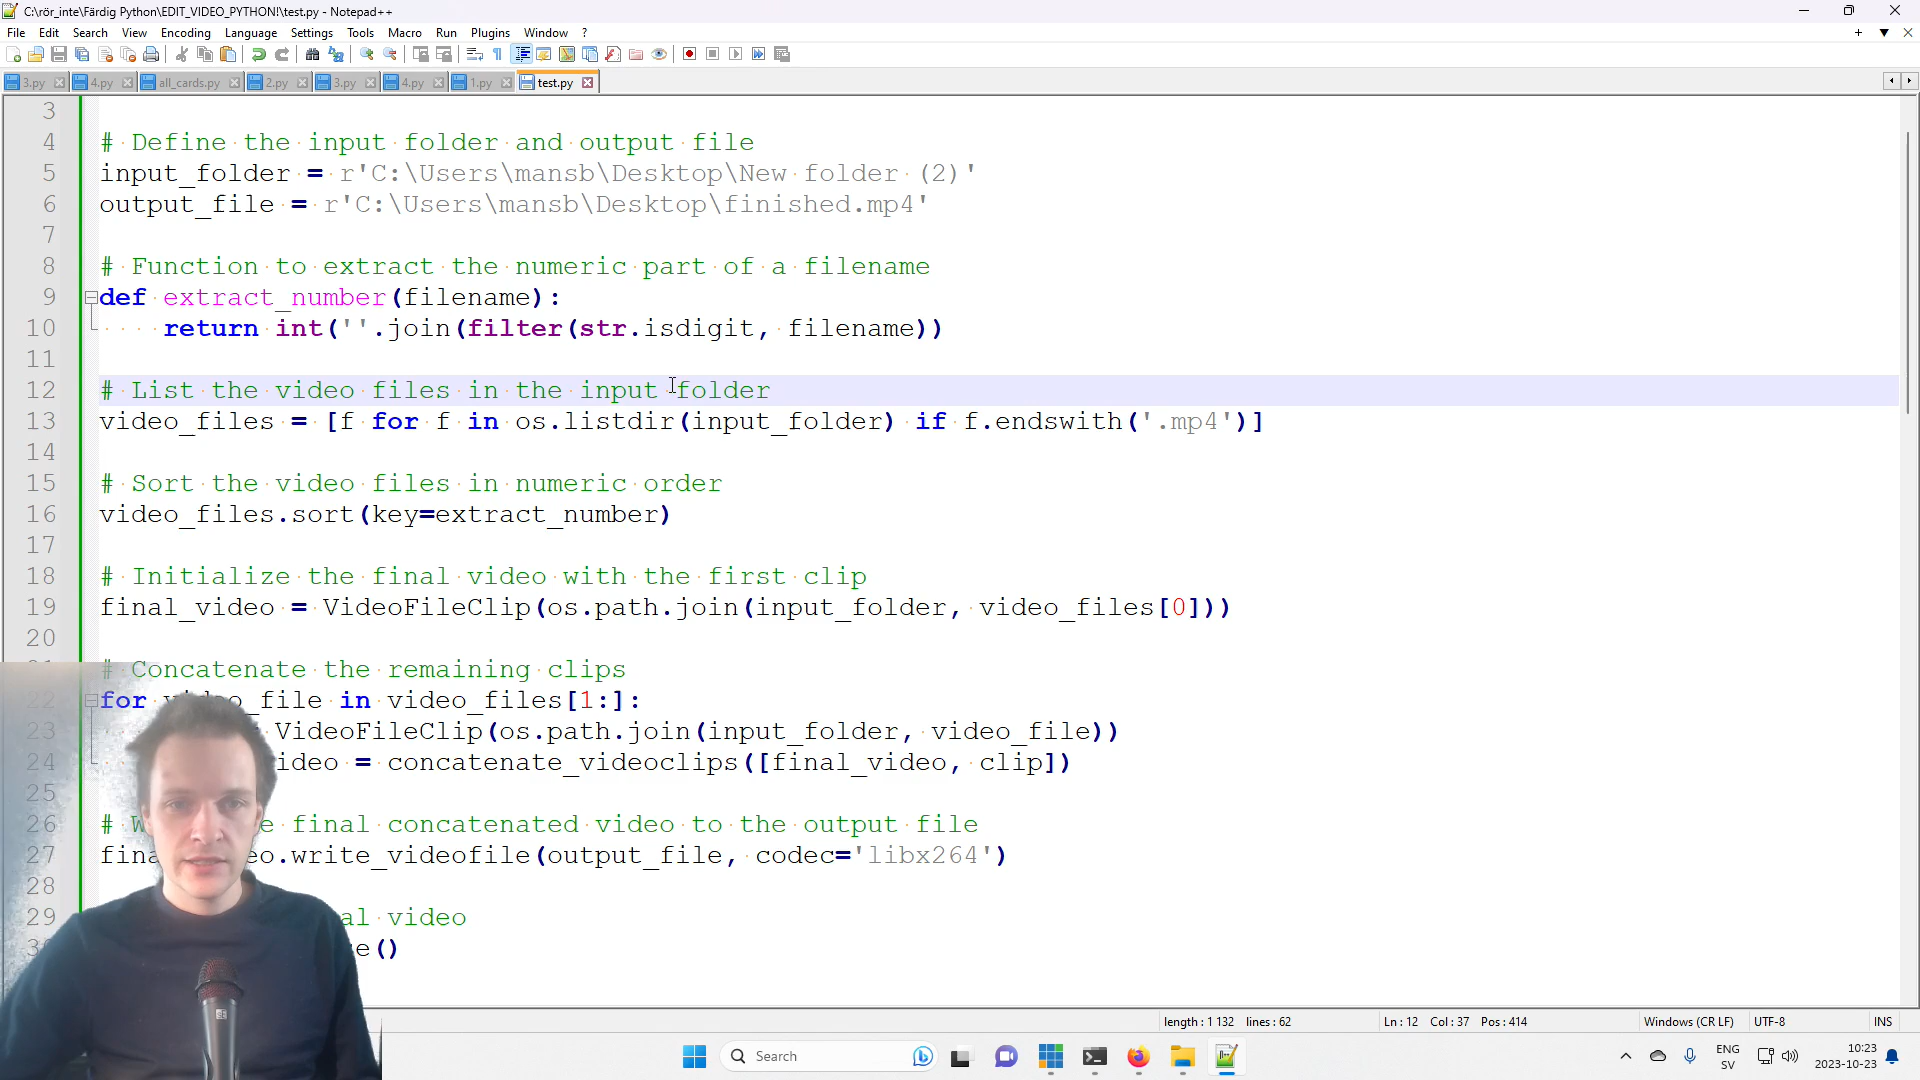 C:\rör_inte\Färdig Python\EDIT_VIDEO_PYTHON!\test.py - Notepad++
File Edit Search View Encoding Language Settings Tools Macro Run Plugins Window ?
3.py 4.py all_cards.py 2.py 3.py 4.py 1.py test.py
3
4 # Define the input folder and output file
5 input_folder = r'C:\Users\mansb\Desktop\New folder (2)'
6 output_file = r'C:\Users\mansb\Desktop\finished.mp4'
7
8 # Function to extract the numeric part of a filename
9 def extract_number(filename):
10 return int(''.join(filter(str.isdigit, filename))
11
12 # List the video files in the input folder
13 video_files = [f for f in os.listdir(input_folder) if f.endswith('.mp4')]
14
15 # Sort the video files in numeric order
16 video_files.sort(key=extract_number)
17
18 # Initialize the final video with the first clip
19 final_video = VideoFileClip(os.path.join(input_folder, video_files[0]))
20
# Concatenate the remaining clips
22 for video_file in video_files[1:]:
23 VideoFileClip(os.path.join(input_folder, video_file))
24 ideo = concatenate_videoclips([final_video, clip])
25
26 # W e final concatenated video to the output file
27 fina eo.write_videofile(output_file, codec='libx264')
28
29 al video
e()
length : 1 132 lines : 62
Ln : 12 Col : 37 Pos : 414
Windows (CR LF) UTF-8 INS
Search
ENG
SV
10:23
2023-10-23